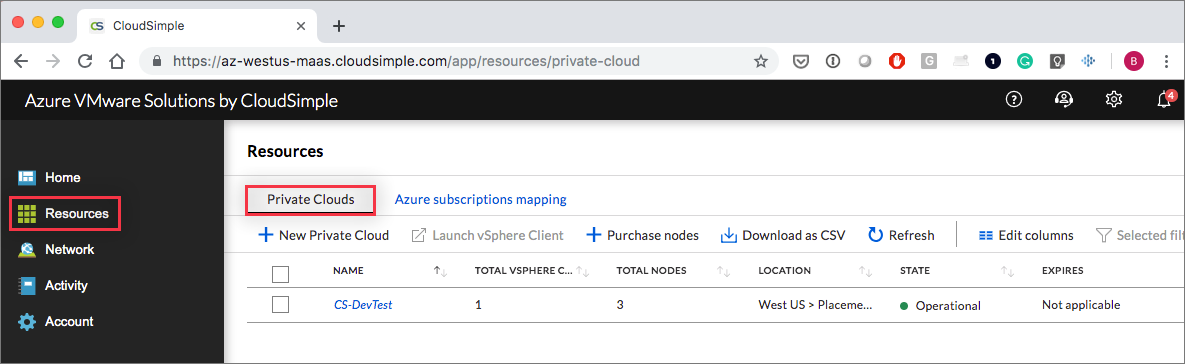 CS CloudSimple
https://az-westus-maas.cloudsimple.com/app/resources/private-cloud
G 1 B
Azure VMware Solutions by CloudSimple
4
Home
Resources
Network
Activity
Account
Resources
Private Clouds Azure subscriptions mapping
New Private Cloud Launch vSphere Client Purchase nodes Download as CSV Refresh Edit columns Selected filt
NAME TOTAL VSPHERE C... TOTAL NODES LOCATION STATE EXPIRES
CS-DevTest 1 3 West US > Placeme... Operational Not applicable